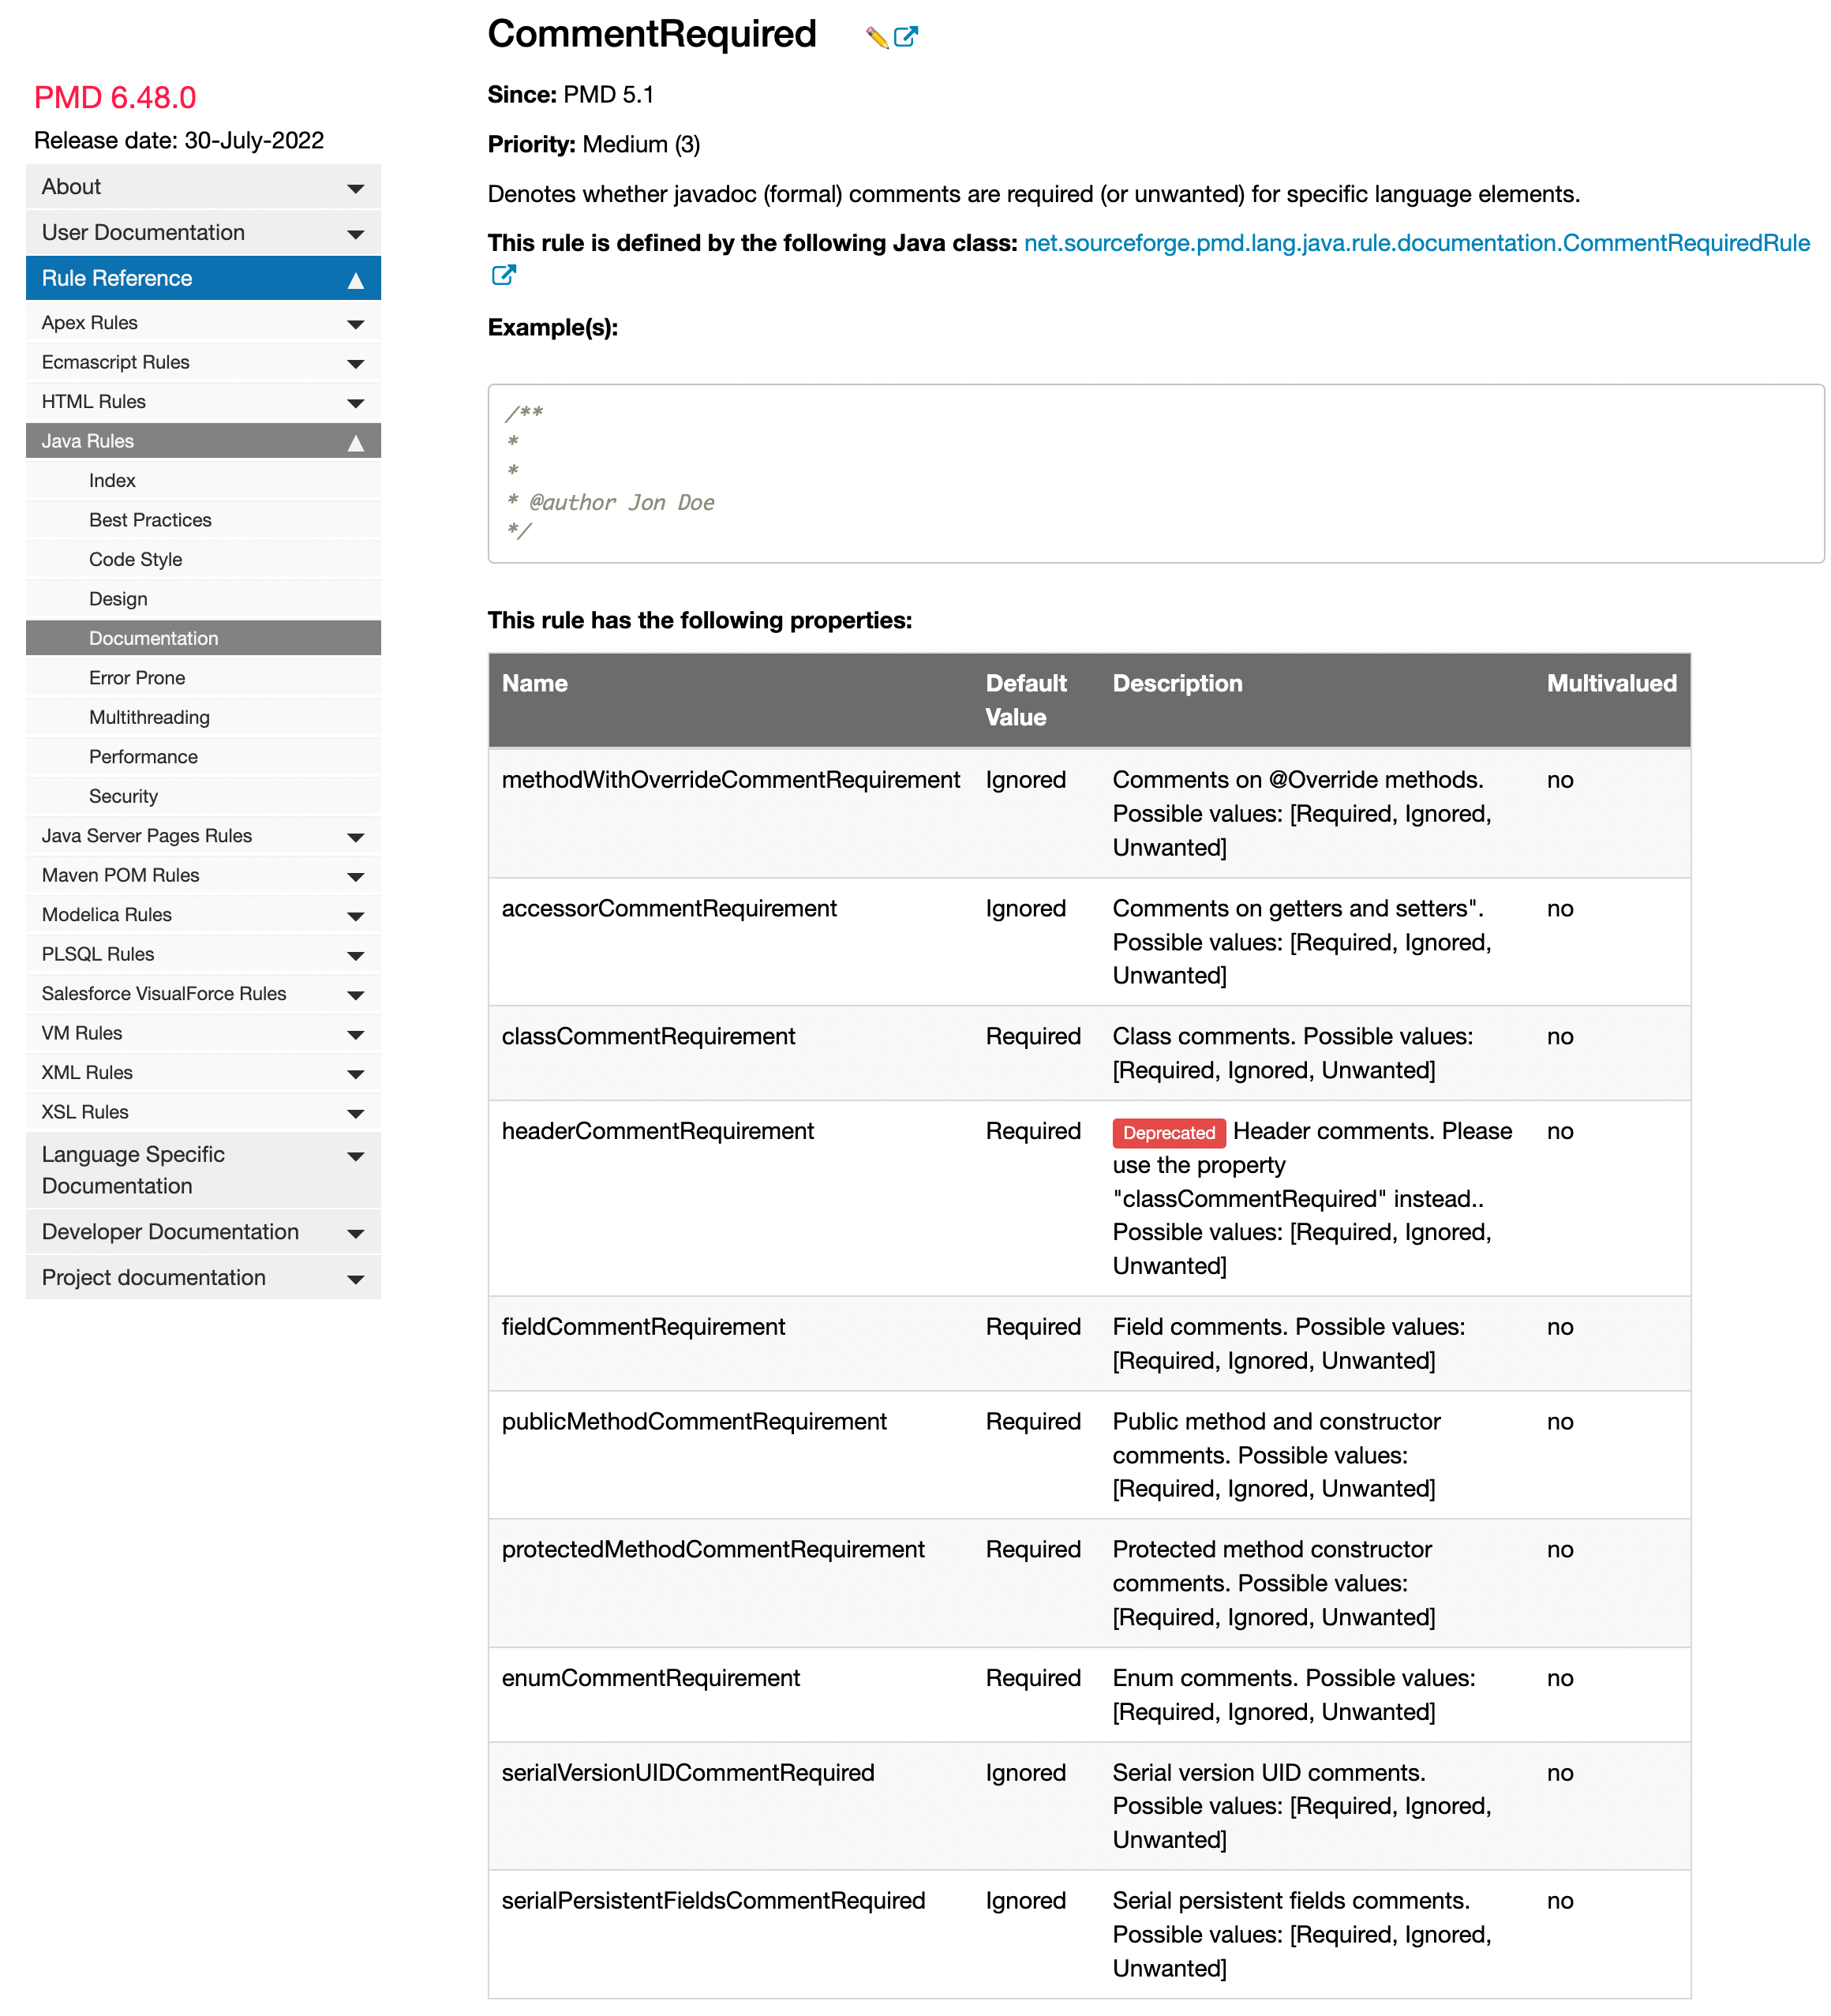 PMD 6.48.0
Release date: 30-July-2022
About
User Documentation
Rule Reference
Apex Rules
Ecmascript Rules
HTML Rules
Java Rules
Index
Best Practices
Code Style
Design
Documentation
Error Prone
Multithreading
Performance
Security
Java Server Pages Rules
Maven POM Rules
Modelica Rules
PLSQL Rules
Salesforce VisualForce Rules
VM Rules
XML Rules
XSL Rules
Language Specific
Documentation
Developer Documentation
Project documentation
CommentRequired
Since: PMD 5.1
Priority: Medium (3)
Denotes whether javadoc (formal) comments are required (or unwanted) for specific language elements.
This rule is defined by the following Java class: net.sourceforge.pmd.lang.java.rule.documentation.CommentRequiredRule
Example(s):
/**
*
*
* @author Jon Doe
*/
This rule has the following properties:
Name Default Description Multivalued
Value
methodWithOverrideCommentRequirement Ignored Comments on @Override methods. no
Possible values: [Required, Ignored,
Unwanted]
accessorCommentRequirement Ignored Comments on getters and setters". no
Possible values: [Required, Ignored,
Unwanted]
classCommentRequirement Required Class comments. Possible values: no
[Required, Ignored, Unwanted]
headerCommentRequirement Required Deprecated Header comments. Please no
use the property
"classCommentRequired" instead..
Possible values: [Required, Ignored,
Unwanted]
fieldCommentRequirement Required Field comments. Possible values: no
[Required, Ignored, Unwanted]
publicMethodCommentRequirement Required Public method and constructor no
comments. Possible values:
[Required, Ignored, Unwanted]
protectedMethodCommentRequirement Required Protected method constructor no
comments. Possible values:
[Required, Ignored, Unwanted]
enumCommentRequirement Required Enum comments. Possible values: no
[Required, Ignored, Unwanted]
serialVersionUIDCommentRequired Ignored Serial version UID comments. no
Possible values: [Required, Ignored,
Unwanted]
serialPersistentFieldsCommentRequired Ignored Serial persistent fields comments. no
Possible values: [Required, Ignored,
Unwanted]